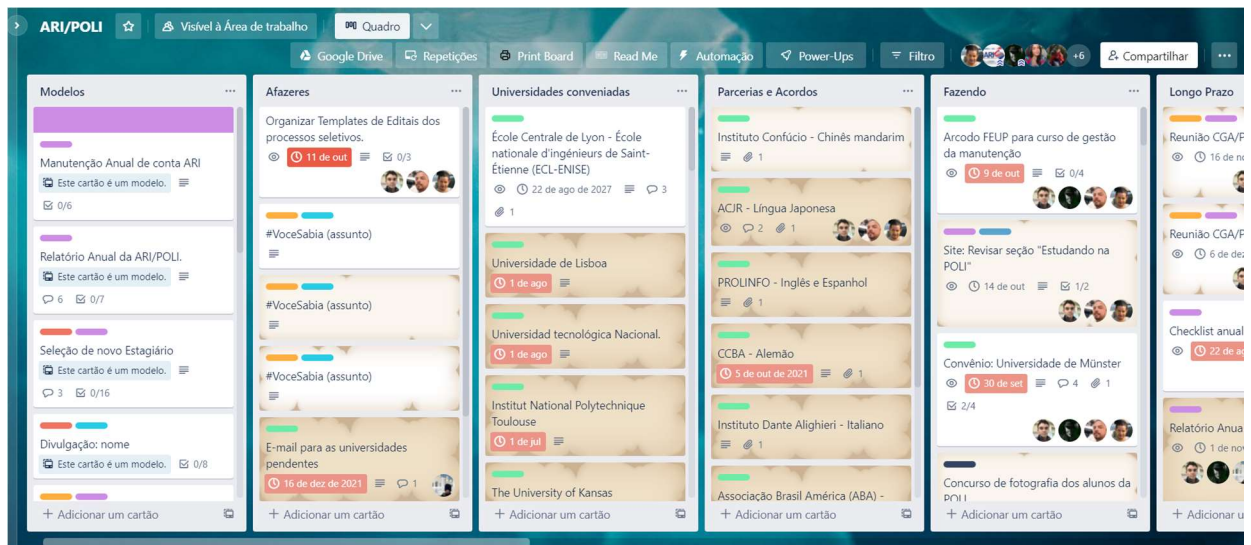 ARI/POLI
Visível à Área de trabalho
Quadro
Google Drive
Repetições
Print Board
Read Me
Automação
Power-Ups
Filtro
+6
Compartilhar
Modelos
Manutenção Anual de conta ARI
Este cartão é um modelo.
0/6
Relatório Anual da ARI/POLI.
Este cartão é um modelo.
6 0/7
Seleção de novo Estagiário
Este cartão é um modelo.
3 0/16
Divulgação: nome
Este cartão é um modelo. 0/8
+ Adicionar um cartão
Afazeres
Organizar Templates de Editais dos
processos seletivos.
11 de out 0/3
#VoceSabia (assunto)
#VoceSabia (assunto)
#VoceSabia (assunto)
E-mail para as universidades
pendentes
16 de dez de 2021 1
+ Adicionar um cartão
Universidades conveniadas
École Centrale de Lyon - École
nationale d'ingénieurs de Saint-
Étienne (ECL-ENISE)
22 de ago de 2027 3
1
Universidade de Lisboa
1 de ago
Universidad tecnológica Nacional.
1 de ago
Institut National Polytechnique
Toulouse
1 de jul
The University of Kansas
+ Adicionar um cartão
Parcerias e Acordos
Instituto Confúcio - Chinês mandarim
1
ACJR - Língua Japonesa
2 1
PROLINFO - Inglês e Espanhol
1
CCBA - Alemão
5 de out de 2021 1
Instituto Dante Alighieri - Italiano
1
Associação Brasil América (ABA) -
+ Adicionar um cartão
Fazendo
Arcodo FEUP para curso de gestão
da manutenção
9 de out 0/4
Site: Revisar seção "Estudando na
POLI"
14 de out 1/2
Convênio: Universidade de Münster
30 de set 4 1
2/4
Concurso de fotografia dos alunos da
POLI
+ Adicionar um cartão
Longo Prazo
Reunião CGA/P
16 de no
Reunião CGA/P
6 de dez
Checklist anual
22 de ag
Relatório Anua
1 de nov
+ Adicionar u